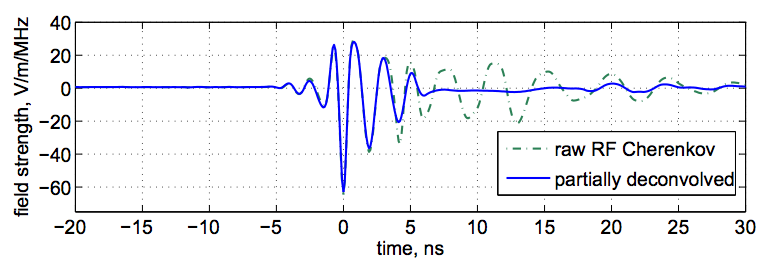 field strength, V/m/MHz
40
20
0
−20
−40
−60
raw RF Cherenkov
partially deconvolved
−20 −15 −10 −5 0 5 10 15 20 25 30
time, ns